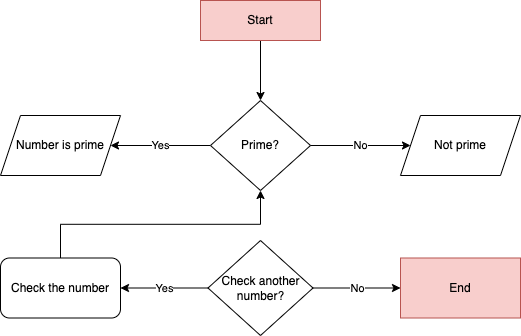 Start
Number is prime
Yes
Prime?
No
Not prime
Check the number
Yes
Check another
number?
No
End